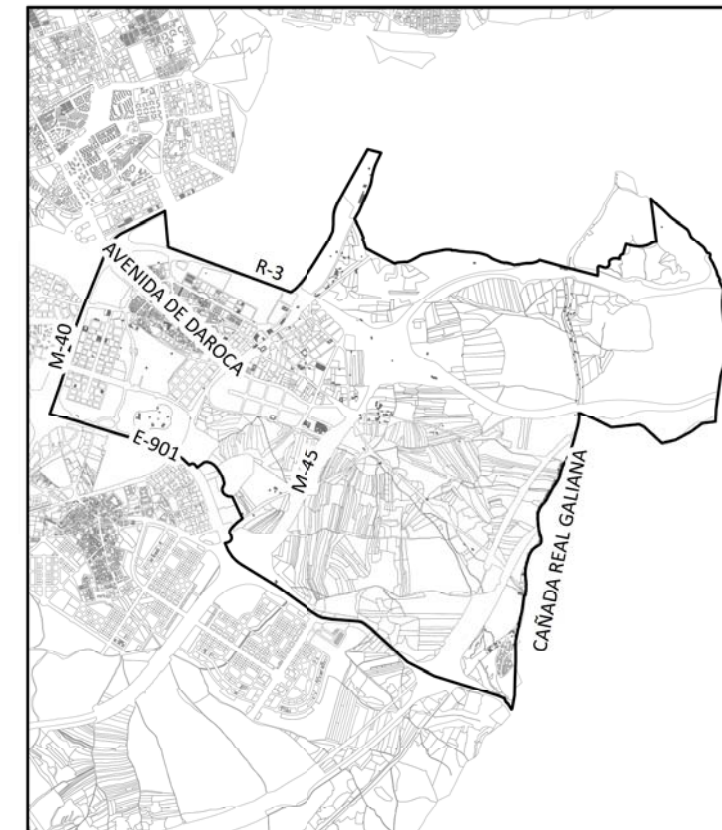 R-3
AVENIDA DE DAROCA
M-40
E-901
M-45
CAÑADA REAL GALIANA